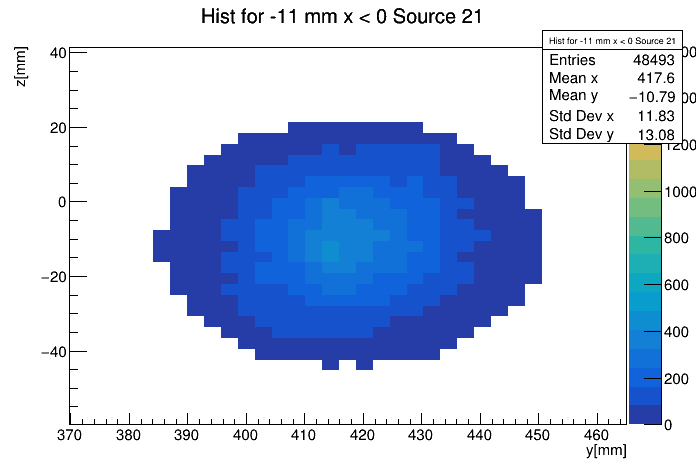 Hist for -11 mm x < 0 Source 21
Hist for -11 mm x < 0 Source 21
Entries 48493
Mean x 417.6
Mean y −10.79
Std Dev x 11.83
Std Dev y 13.08
z[mm]
40
20
0
−20
−40
370 380 390 400 410 420 430 440 450 460
y[mm]
1200
1000
800
600
400
200
0